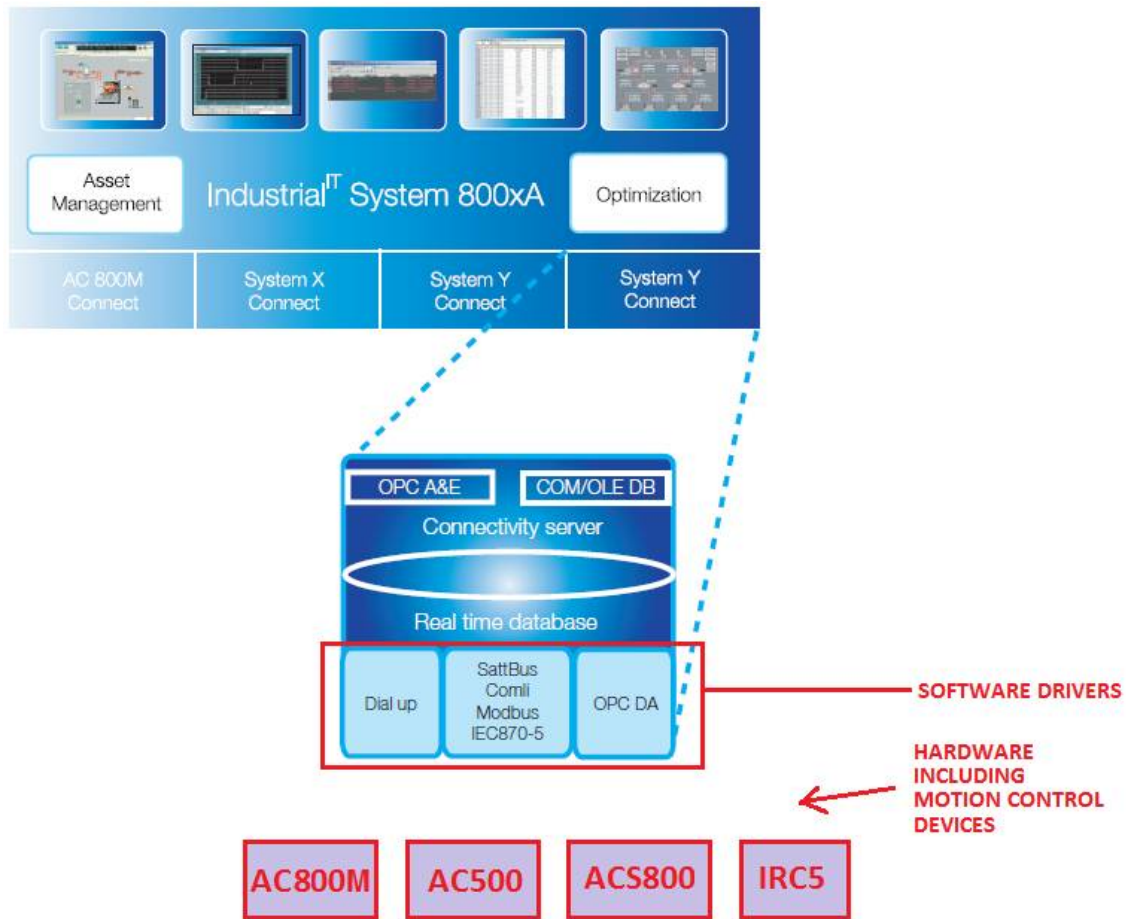 Asset
Management
Industrial^IT System 800xA
Optimization
AC 800M
Connect
System X
Connect
System Y
Connect
System Y
Connect
OPC A&E
COM/OLE DB
Connectivity server
Real time database
Dial up
SattBus
Comli
Modbus
IEC870-5
OPC DA
SOFTWARE DRIVERS
HARDWARE
INCLUDING
MOTION CONTROL
DEVICES
AC800M
AC500
ACS800
IRC5